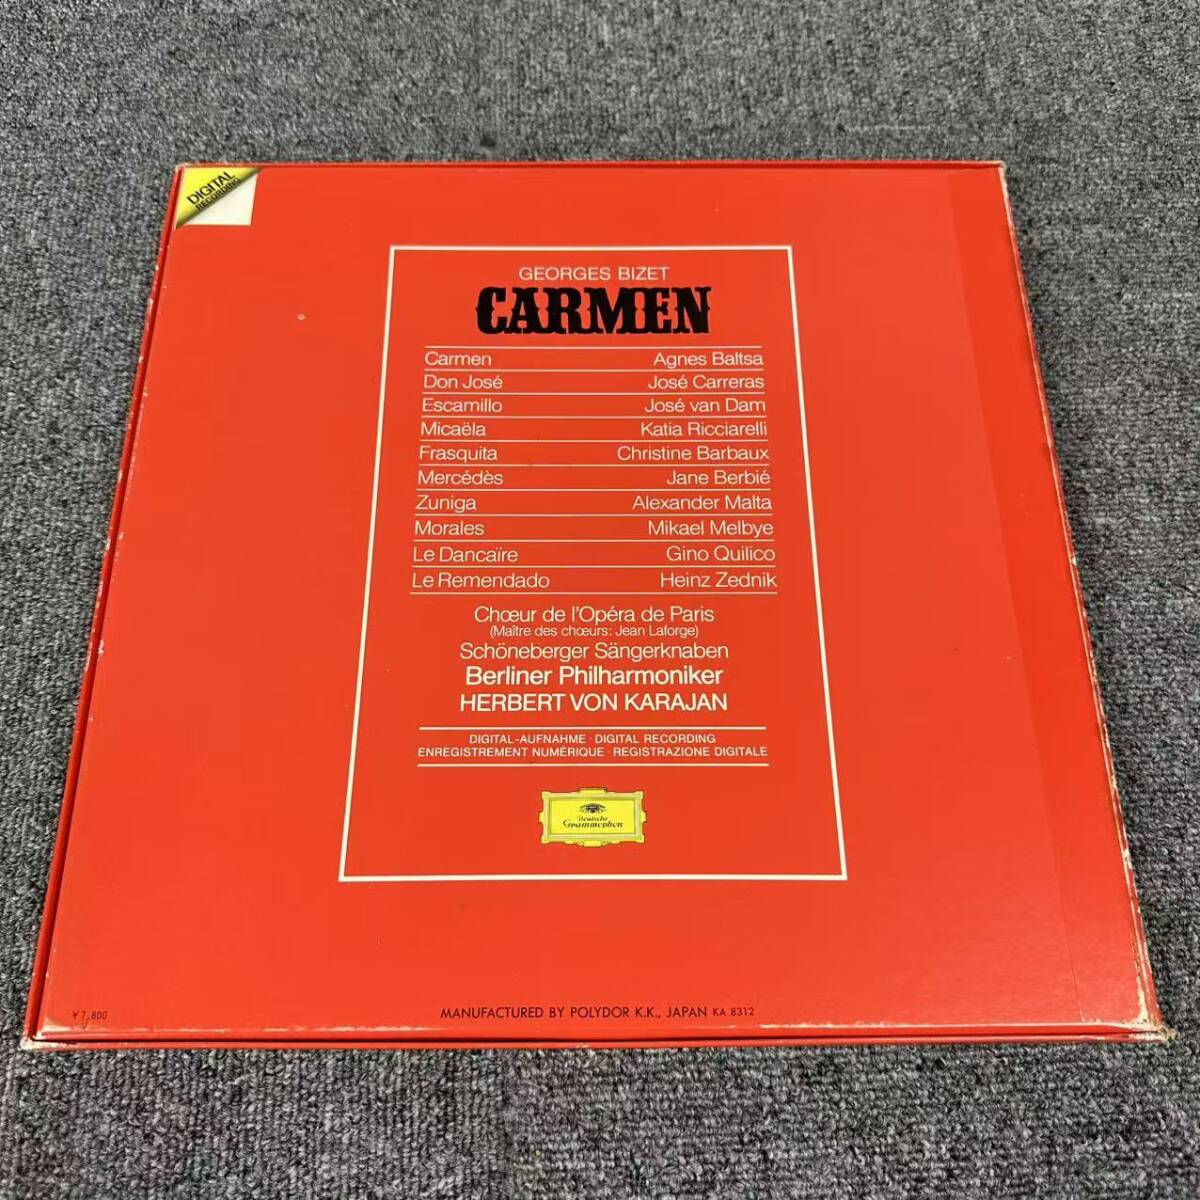 DIGITAL
RECORDING
GEORGES BIZET
CARMEN
Carmen Agnes Baltsa
Don José José Carreras
Escamillo José van Dam
Micaëla Katia Ricciarelli
Frasquita Christine Barbaux
Mercédès Jane Berbié
Zuniga Alexander Malta
Morales Mikael Melbye
Le Dancaïre Gino Quilico
Le Remendado Heinz Zednik
Chœur de l'Opéra de Paris
(Maître des chœurs: Jean Laforge)
Schöneberger Sängerknaben
Berliner Philharmoniker
HERBERT VON KARAJAN
DIGITAL-AUFNAHME · DIGITAL RECORDING
ENREGISTREMENT NUMÉRIQUE · REGISTRAZIONE DIGITALE
Deutsche
Grammophon
¥7,800
MANUFACTURED BY POLYDOR K.K., JAPAN KA 8312